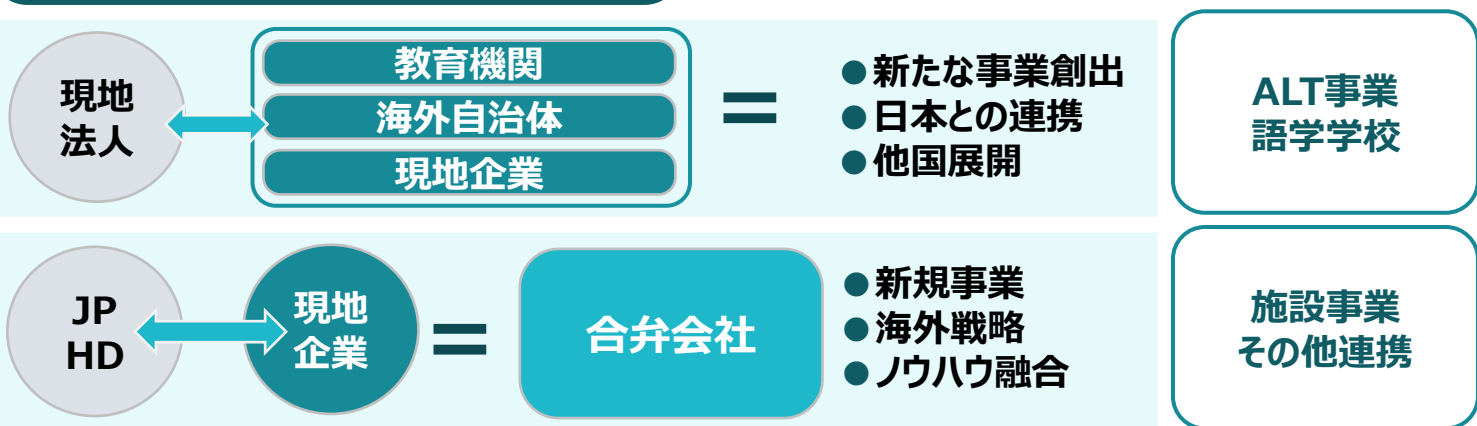 現地
法人
教育機関
海外自治体
現地企業
＝
●新たな事業創出
●日本との連携
●他国展開
ALT事業
語学学校
JP
HD
現地
企業
＝
合弁会社
●新規事業
●海外戦略
●ノウハウ融合
施設事業
その他連携